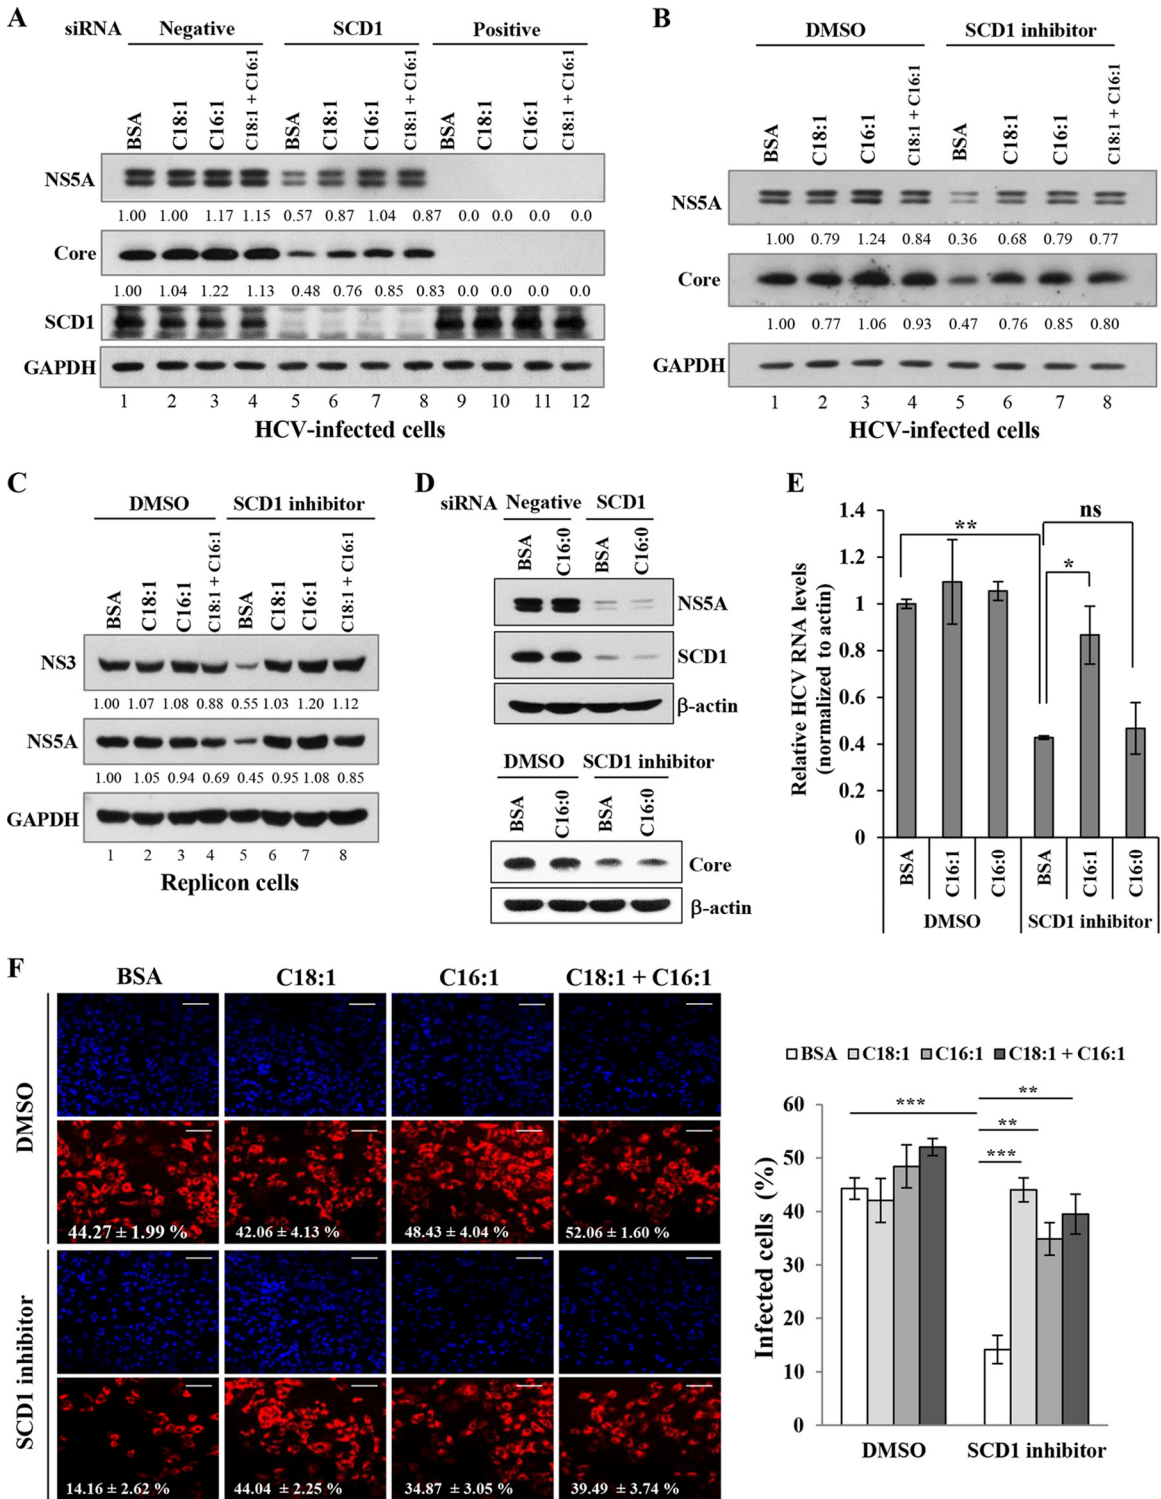 A
siRNA Negative SCD1 Positive
BSA C18:1 C16:1 C18:1 + C16:1 BSA C18:1 C16:1 C18:1 + C16:1 BSA C18:1 C16:1 C18:1 + C16:1
NS5A
1.00 1.00 1.17 1.15 0.57 0.87 1.04 0.87 0.0 0.0 0.0 0.0
Core
1.00 1.04 1.22 1.13 0.48 0.76 0.85 0.83 0.0 0.0 0.0 0.0
SCD1
GAPDH
1 2 3 4 5 6 7 8 9 10 11 12
HCV-infected cells
B
DMSO SCD1 inhibitor
BSA C18:1 C16:1 C18:1 + C16:1 BSA C18:1 C16:1 C18:1 + C16:1
NS5A
1.00 0.79 1.24 0.84 0.36 0.68 0.79 0.77
Core
1.00 0.77 1.06 0.93 0.47 0.76 0.85 0.80
GAPDH
1 2 3 4 5 6 7 8
HCV-infected cells
C
DMSO SCD1 inhibitor
BSA C18:1 C16:1 C18:1 + C16:1 BSA C18:1 C16:1 C18:1 + C16:1
NS3
1.00 1.07 1.08 0.88 0.55 1.03 1.20 1.12
NS5A
1.00 1.05 0.94 0.69 0.45 0.95 1.08 0.85
GAPDH
1 2 3 4 5 6 7 8
Replicon cells
D
siRNA Negative SCD1
BSA C16:0 BSA C16:0
NS5A
SCD1
β-actin
DMSO SCD1 inhibitor
BSA C16:0 BSA C16:0
Core
β-actin
E
Relative HCV RNA levels
(normalized to actin)
1.4
1.2
1
0.8
0.6
0.4
0.2
0
** * ns
BSA C16:1 C16:0 BSA C16:1 C16:0
DMSO SCD1 inhibitor
F
BSA C18:1 C16:1 C18:1 + C16:1
DMSO
44.27 ± 1.99 % 42.06 ± 4.13 % 48.43 ± 4.04 % 52.06 ± 1.60 %
SCD1 inhibitor
14.16 ± 2.62 % 44.04 ± 2.25 % 34.87 ± 3.05 % 39.49 ± 3.74 %
BSA C18:1 C16:1 C18:1 + C16:1
Infected cells (%)
60
50
40
30
20
10
0
*** *** ** **
DMSO SCD1 inhibitor